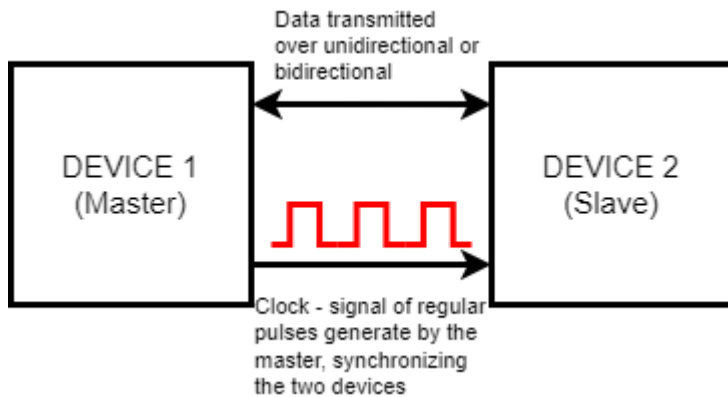 Data transmitted
over unidirectional or
bidirectional
DEVICE 1
(Master)
DEVICE 2
(Slave)
Clock - signal of regular
pulses generate by the
master, synchronizing
the two devices